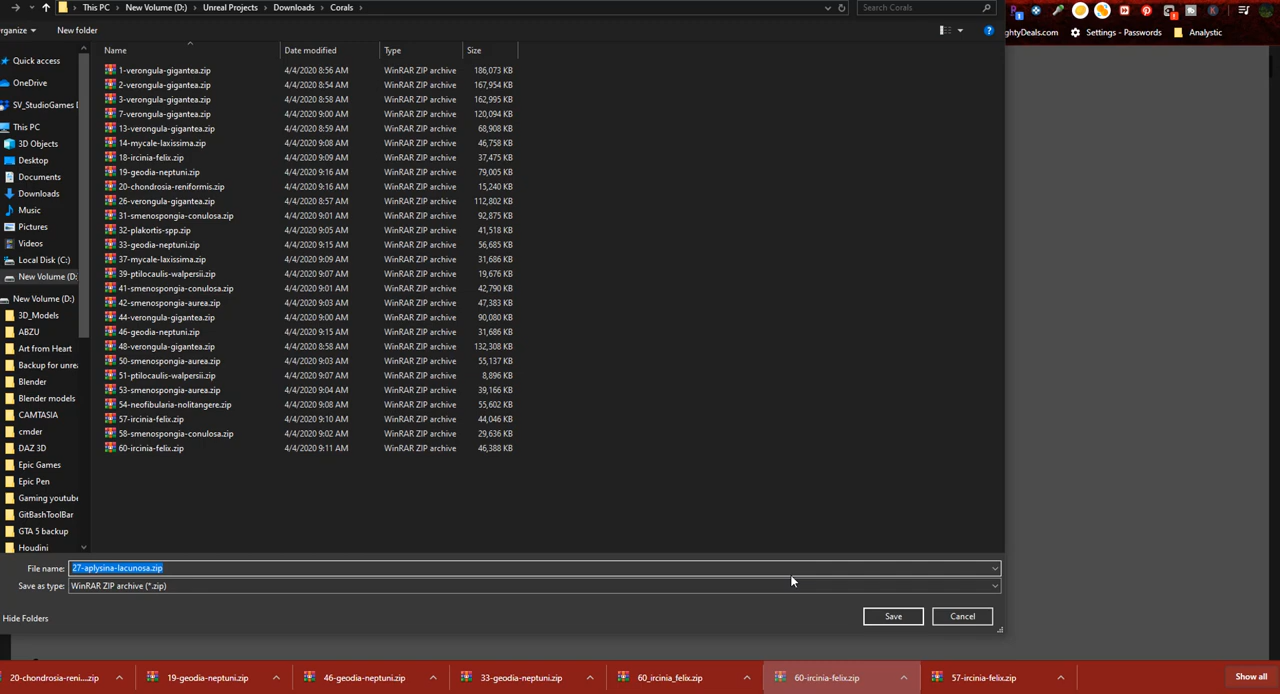 This PC > New Volume (D:) > Unreal Projects > Downloads > Corals >
Search Corals
ghtyDeals.com
Settings - Passwords
Analystic
rganize
New folder
Name
Date modified
Type
Size
Quick access
OneDrive
SV_StudioGames D
This PC
3D Objects
Desktop
Documents
Downloads
Music
Pictures
Videos
Local Disk (C:)
New Volume (D:
New Volume (D:)
3D_Models
ABZU
Art from Heart
Backup for unrea
Blender
Blender models
CAMTASIA
cmder
DAZ 3D
Epic Games
Epic Pen
Gaming youtube
GitBashToolBar
GTA 5 backup
Houdini
1-verongula-gigantea.zip 4/4/2020 8:56 AM WinRAR ZIP archive 186,073 KB
2-verongula-gigantea.zip 4/4/2020 8:54 AM WinRAR ZIP archive 167,954 KB
3-verongula-gigantea.zip 4/4/2020 8:58 AM WinRAR ZIP archive 162,995 KB
7-verongula-gigantea.zip 4/4/2020 9:00 AM WinRAR ZIP archive 120,094 KB
13-verongula-gigantea.zip 4/4/2020 8:59 AM WinRAR ZIP archive 68,908 KB
14-mycale-laxissima.zip 4/4/2020 9:08 AM WinRAR ZIP archive 46,758 KB
18-ircinia-felix.zip 4/4/2020 9:09 AM WinRAR ZIP archive 37,475 KB
19-geodia-neptuni.zip 4/4/2020 9:16 AM WinRAR ZIP archive 79,005 KB
20-chondrosia-reniformis.zip 4/4/2020 9:16 AM WinRAR ZIP archive 15,240 KB
26-verongula-gigantea.zip 4/4/2020 8:57 AM WinRAR ZIP archive 112,802 KB
31-smenospongia-conulosa.zip 4/4/2020 9:01 AM WinRAR ZIP archive 92,875 KB
32-plakortis-spp.zip 4/4/2020 9:05 AM WinRAR ZIP archive 41,518 KB
33-geodia-neptuni.zip 4/4/2020 9:15 AM WinRAR ZIP archive 56,685 KB
37-mycale-laxissima.zip 4/4/2020 9:09 AM WinRAR ZIP archive 31,686 KB
39-ptilocaulis-walpersii.zip 4/4/2020 9:07 AM WinRAR ZIP archive 19,676 KB
41-smenospongia-conulosa.zip 4/4/2020 9:01 AM WinRAR ZIP archive 42,790 KB
42-smenospongia-aurea.zip 4/4/2020 9:03 AM WinRAR ZIP archive 47,383 KB
44-verongula-gigantea.zip 4/4/2020 9:00 AM WinRAR ZIP archive 90,080 KB
46-geodia-neptuni.zip 4/4/2020 9:15 AM WinRAR ZIP archive 31,686 KB
48-verongula-gigantea.zip 4/4/2020 8:58 AM WinRAR ZIP archive 132,308 KB
50-smenospongia-aurea.zip 4/4/2020 9:03 AM WinRAR ZIP archive 55,137 KB
51-ptilocaulis-walpersii.zip 4/4/2020 9:07 AM WinRAR ZIP archive 8,896 KB
53-smenospongia-aurea.zip 4/4/2020 9:04 AM WinRAR ZIP archive 39,166 KB
54-neofibularia-nolitangere.zip 4/4/2020 9:08 AM WinRAR ZIP archive 55,602 KB
57-ircinia-felix.zip 4/4/2020 9:10 AM WinRAR ZIP archive 44,046 KB
58-smenospongia-conulosa.zip 4/4/2020 9:02 AM WinRAR ZIP archive 29,636 KB
60-ircinia-felix.zip 4/4/2020 9:11 AM WinRAR ZIP archive 46,388 KB
File name: 27-aplysina-lacunosa.zip
Save as type: WinRAR ZIP archive (*.zip)
Hide Folders
Save
Cancel
20-chondrosia-reni....zip
19-geodia-neptuni.zip
46-geodia-neptuni.zip
33-geodia-neptuni.zip
60_ircinia_felix.zip
60-ircinia-felix.zip
57-ircinia-felix.zip
Show all